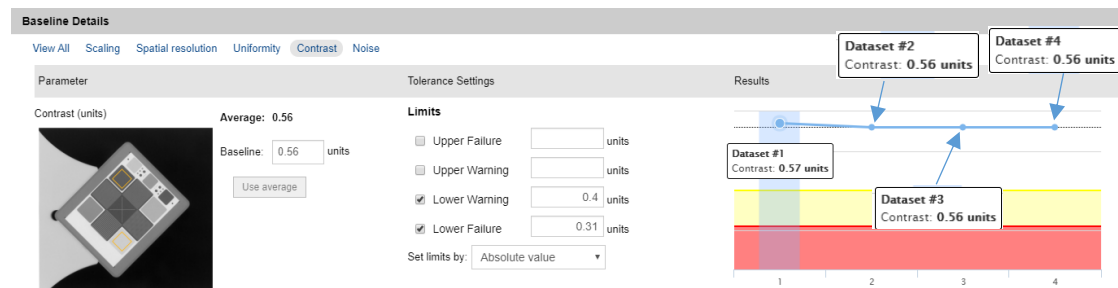 Baseline Details
View All Scaling Spatial resolution Uniformity Contrast Noise
Parameter Tolerance Settings Results
Contrast (units)
Average: 0.56
Baseline: 0.56 units
Use average
Limits
Upper Failure units
Upper Warning units
Lower Warning 0.4 units
Lower Failure 0.31 units
Set limits by: Absolute value
Dataset #2
Contrast: 0.56 units
Dataset #4
Contrast: 0.56 units
Dataset #1
Contrast: 0.57 units
Dataset #3
Contrast: 0.56 units
1 2 3 4